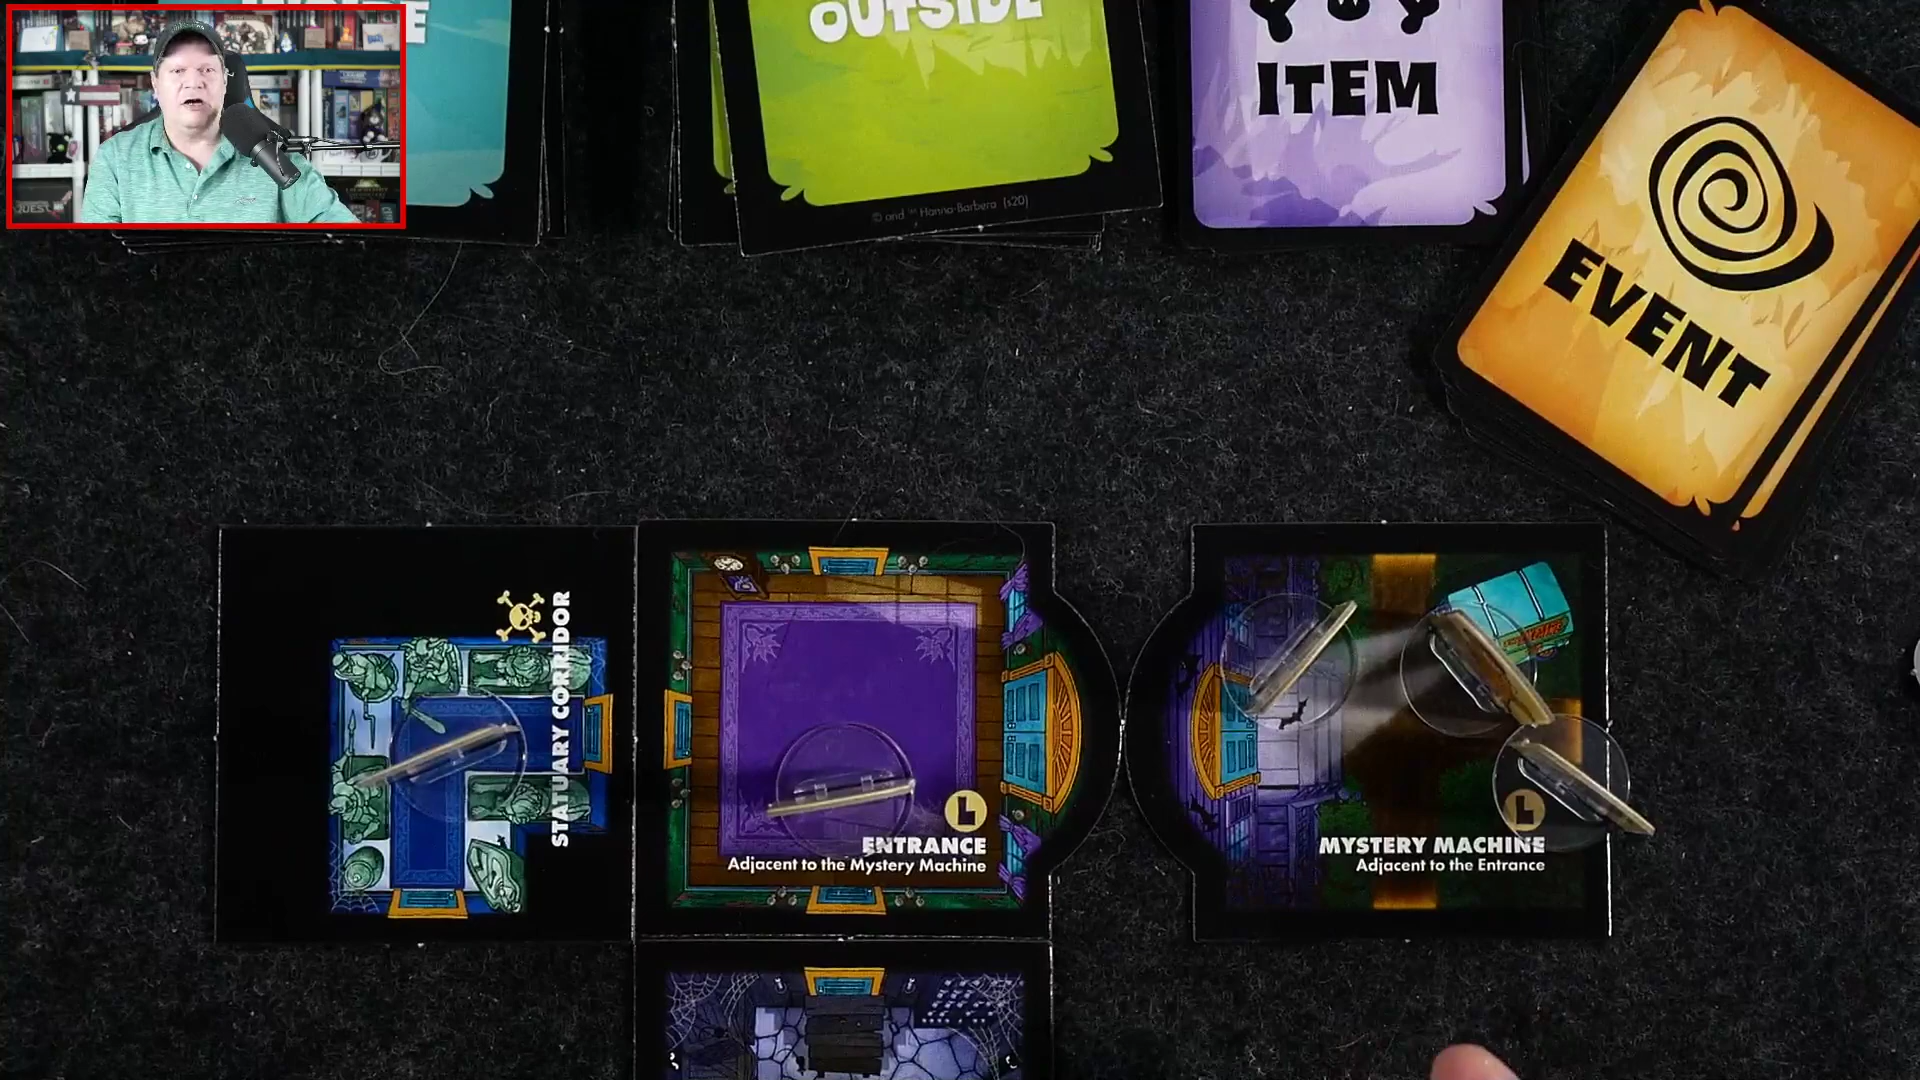 OUTSIDE
© and ™ Hanna-Barbera (s20)
ITEM
EVENT
STATUARY CORRIDOR
L
ENTRANCE
Adjacent to the Mystery Machine
L
MYSTERY MACHINE
Adjacent to the Entrance